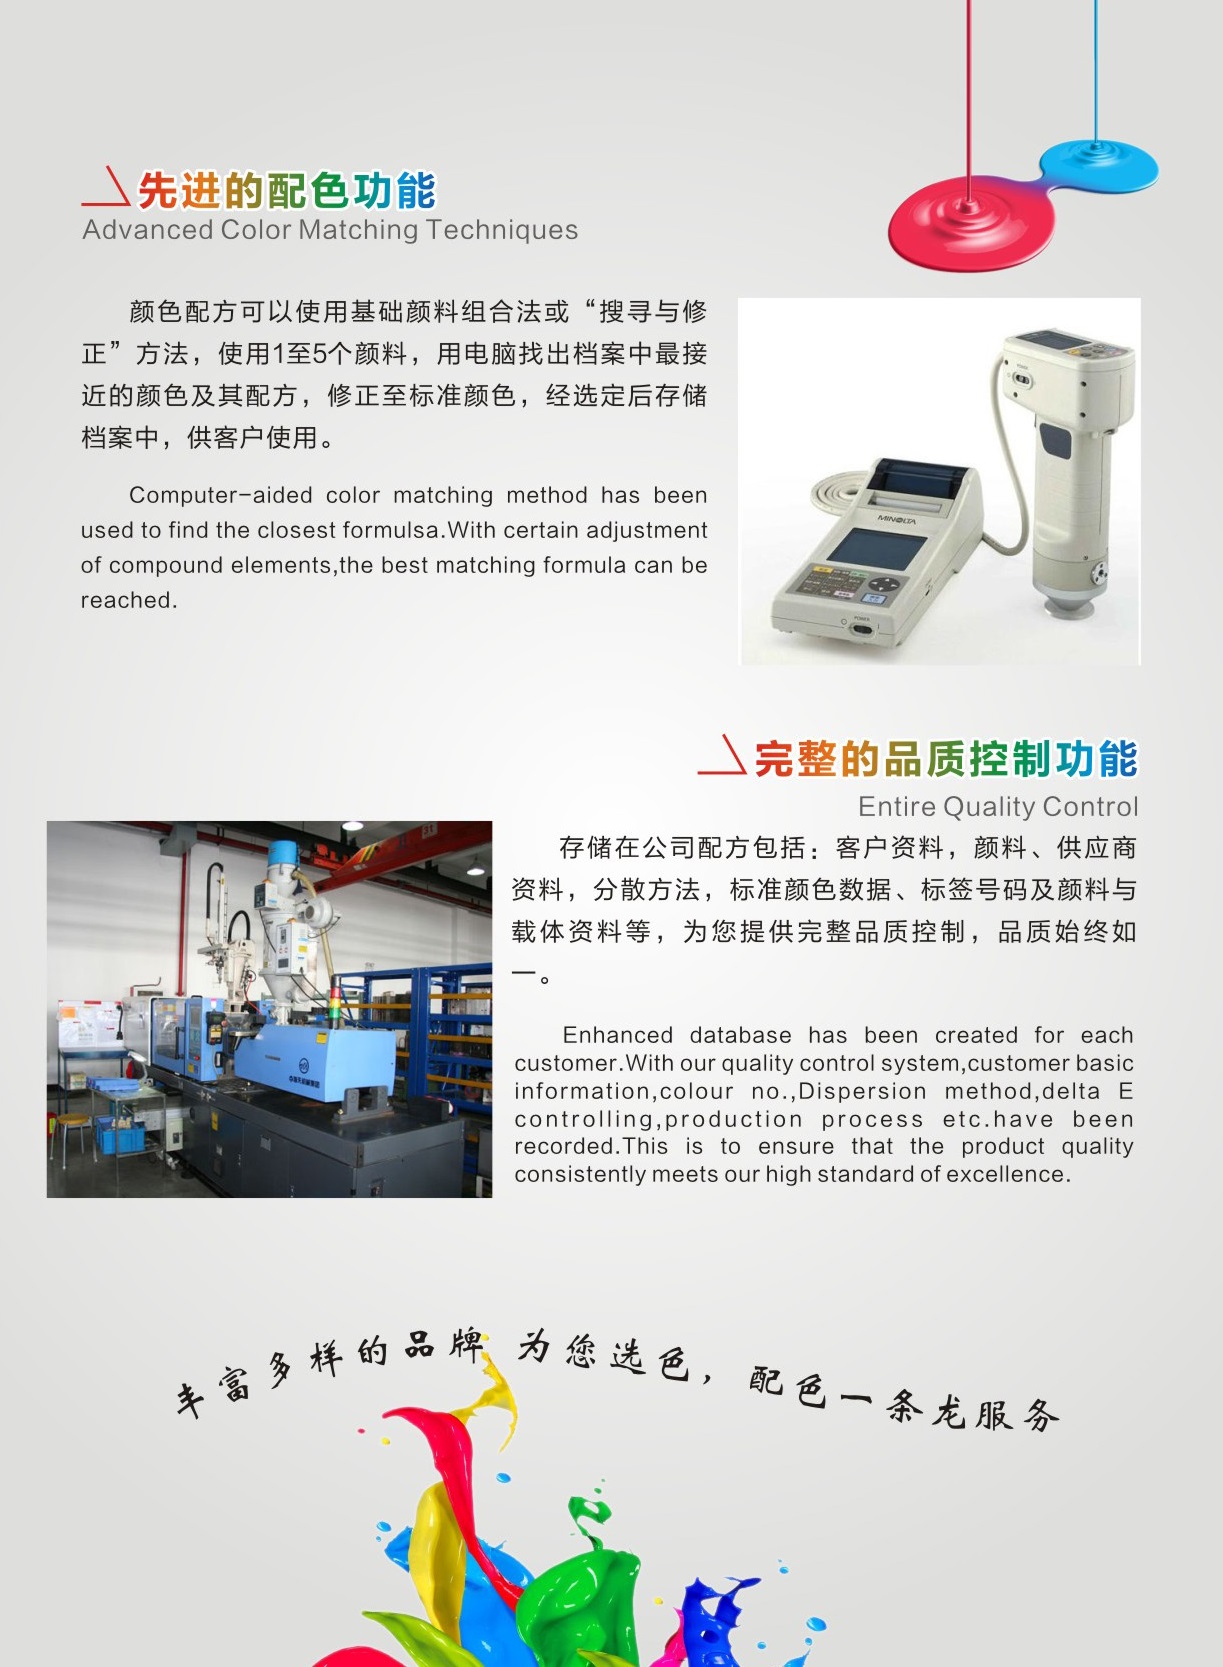 先进的配色功能
Advanced Color Matching Techniques
颜色配方可以使用基础颜料组合法或“搜寻与修
正”方法，使用1至5个颜料，用电脑找出档案中最接
近的颜色及其配方，修正至标准颜色，经选定后存储
档案中，供客户使用。
Computer-aided color matching method has been
used to find the closest formulsa.With certain adjustment
of compound elements,the best matching formula can be
reached.
MINOLTA
POWER
完整的品质控制功能
Entire Quality Control
存储在公司配方包括：客户资料，颜料、供应商
资料，分散方法，标准颜色数据、标签号码及颜料与
载体资料等，为您提供完整品质控制，品质始终如
一。
Enhanced database has been created for each
customer.With our quality control system,customer basic
information,colour no.,Dispersion method,delta E
controlling,production process etc.have been
recorded.This is to ensure that the product quality
consistently meets our high standard of excellence.
5t
丰富多样的品牌 为您选色，配色一条龙服务